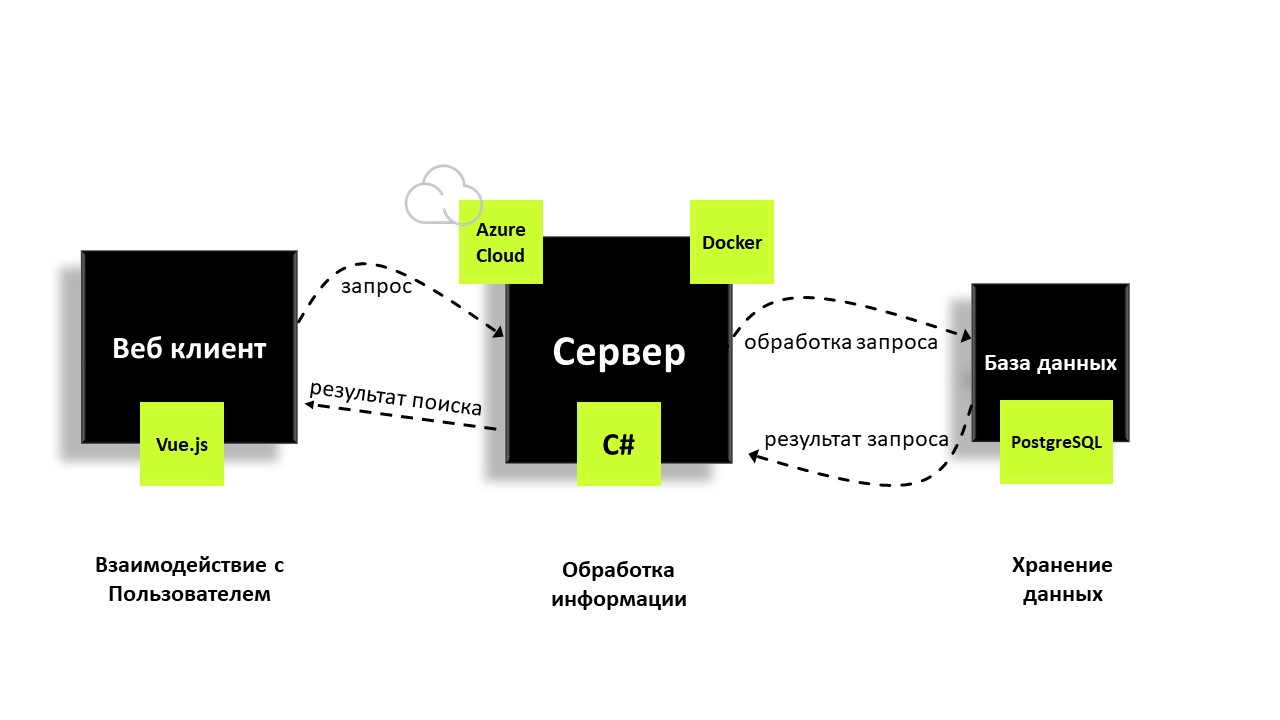 Azure
Cloud
Docker
запрос
Веб клиент
Сервер
обработка запроса
База данных
результат поиска
результат запроса
Vue.js
C#
PostgreSQL
Взаимодействие с
Пользователем
Обработка
информации
Хранение
данных